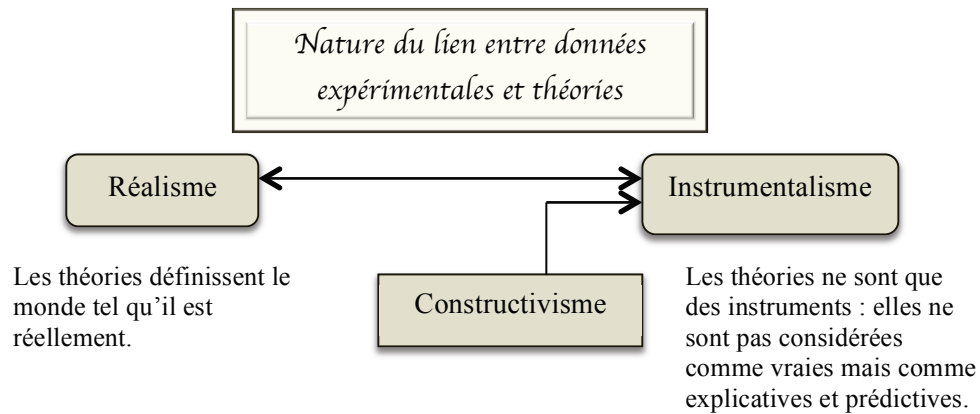 Nature du lien entre données
expérimentales et théories
Réalisme
Instrumentalisme
Les théories définissent le
monde tel qu’il est
réellement.
Constructivisme
Les théories ne sont que
des instruments : elles ne
sont pas considérées
comme vraies mais comme
explicatives et prédictives.